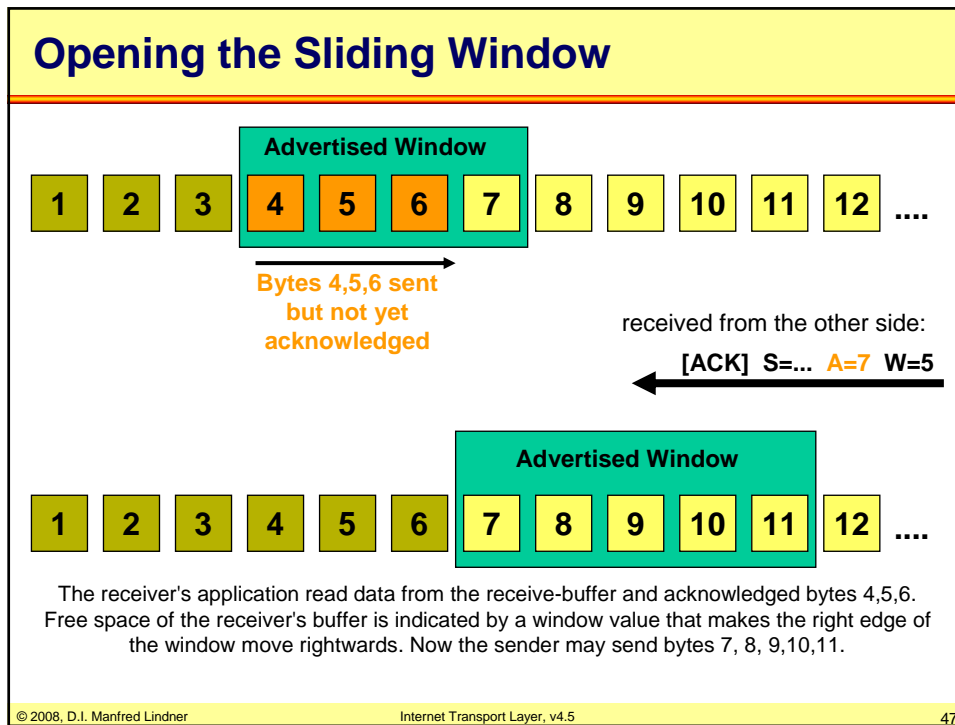 Opening the Sliding Window
Advertised Window
1 2 3 4 5 6 7 8 9 10 11 12 ....
Bytes 4,5,6 sent
but not yet
acknowledged
received from the other side:
[ACK] S=... A=7 W=5
Advertised Window
1 2 3 4 5 6 7 8 9 10 11 12 ....
The receiver's application read data from the receive-buffer and acknowledged bytes 4,5,6.
Free space of the receiver's buffer is indicated by a window value that makes the right edge of
the window move rightwards. Now the sender may send bytes 7, 8, 9,10,11.
© 2008, D.I. Manfred Lindner Internet Transport Layer, v4.5 47